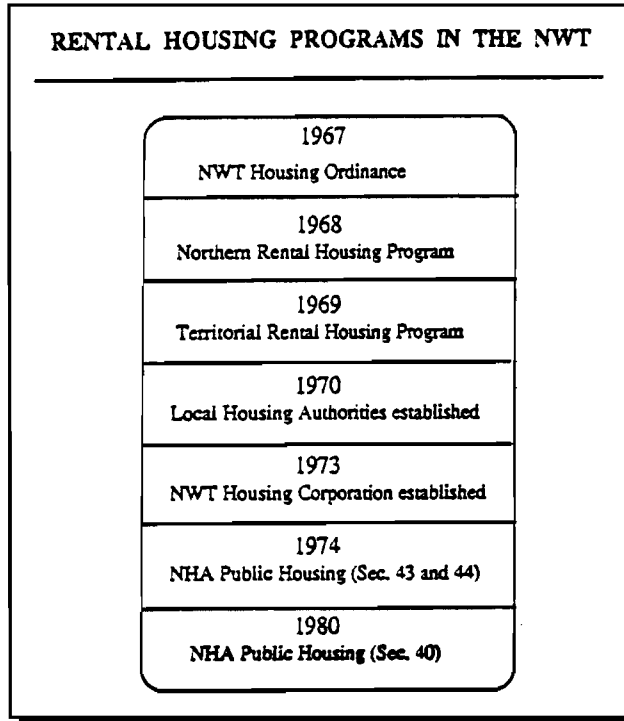 RENTAL HOUSING PROGRAMS IN THE NWT
1967
NWT Housing Ordinance
1968
Northern Rental Housing Program
1969
Territorial Rental Housing Program
1970
Local Housing Authorities established
1973
NWT Housing Corporation established
1974
NHA Public Housing (Sec. 43 and 44)
1980
NHA Public Housing (Sec. 40)